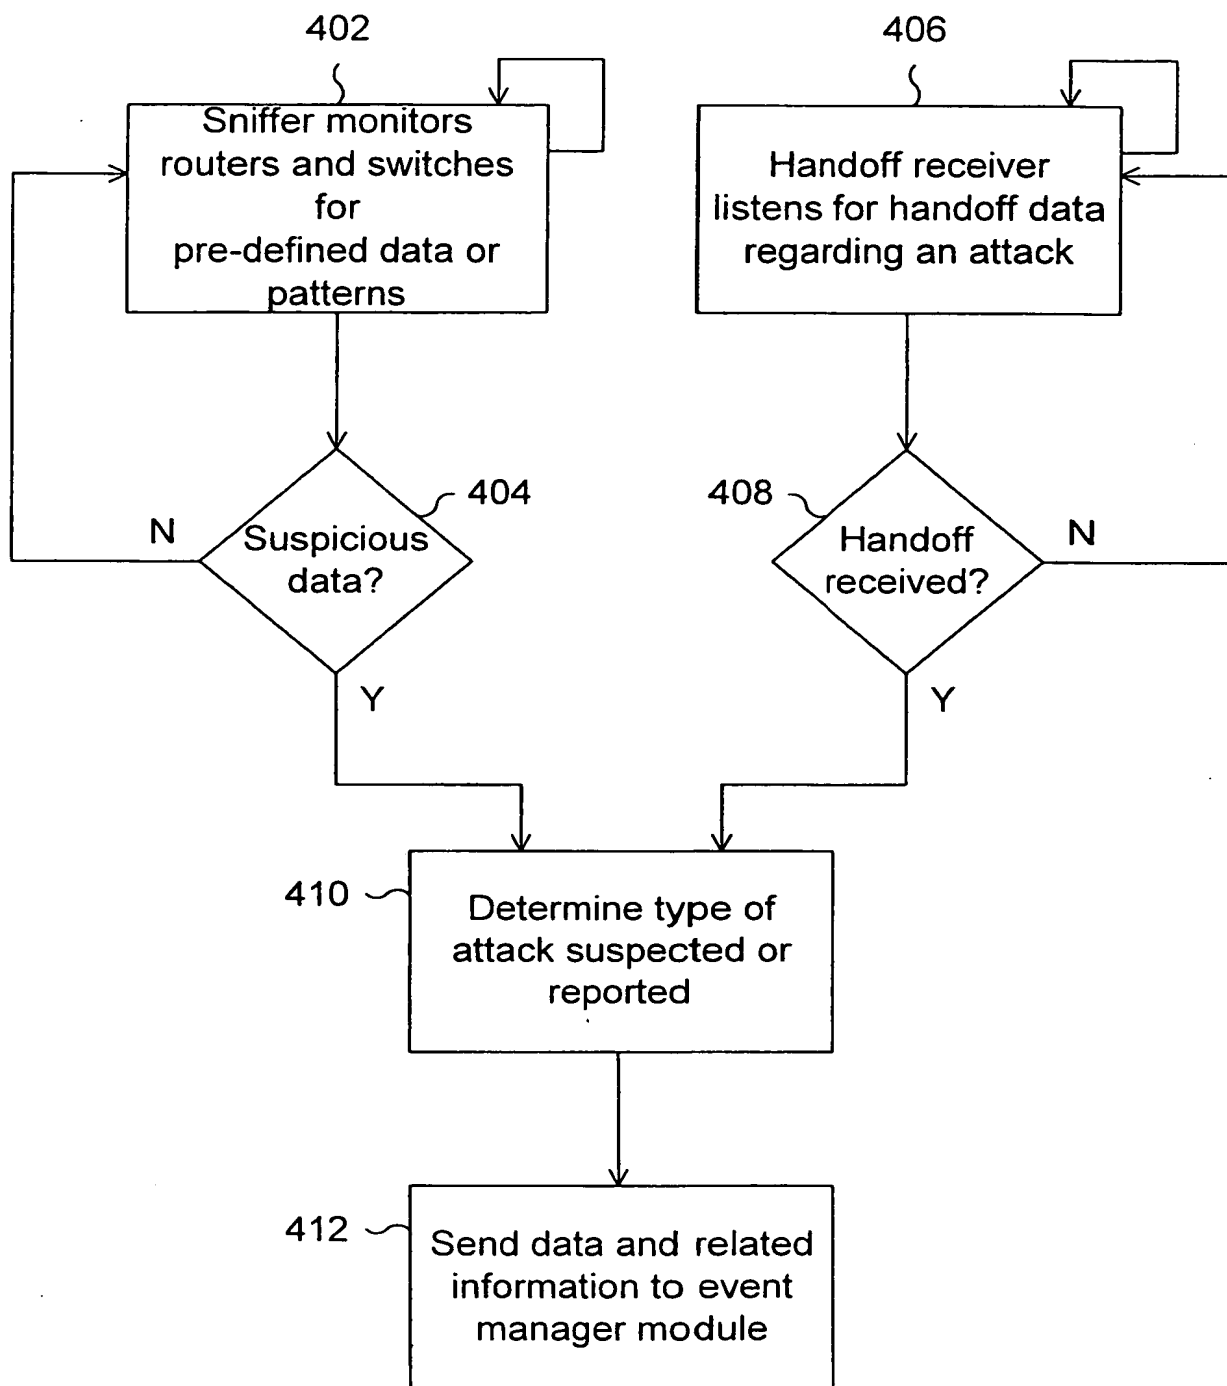 402
Sniffer monitors
routers and switches
for
pre-defined data or
patterns
406
Handoff receiver
listens for handoff data
regarding an attack
404
Suspicious
data?
N
Y
408
Handoff
received?
N
Y
410
Determine type of
attack suspected or
reported
412
Send data and related
information to event
manager module